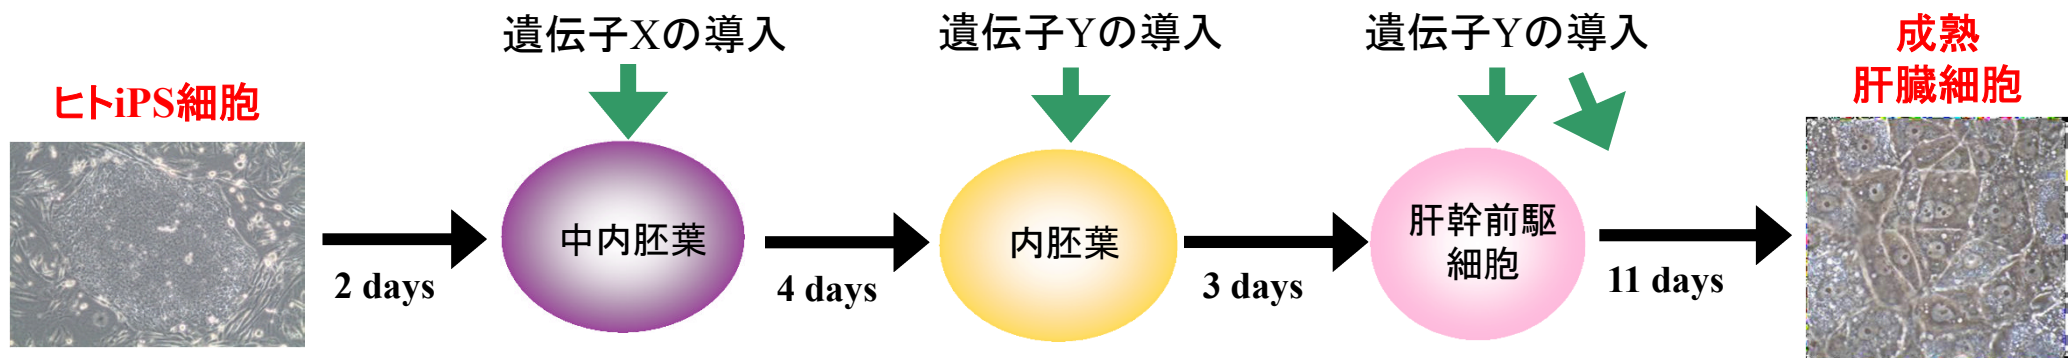 遺伝子Xの導入
遺伝子Yの導入
遺伝子Yの導入
成熟
肝臓細胞
ヒトiPS細胞
中内胚葉
内胚葉
肝幹前駆
細胞
2 days
4 days
3 days
11 days